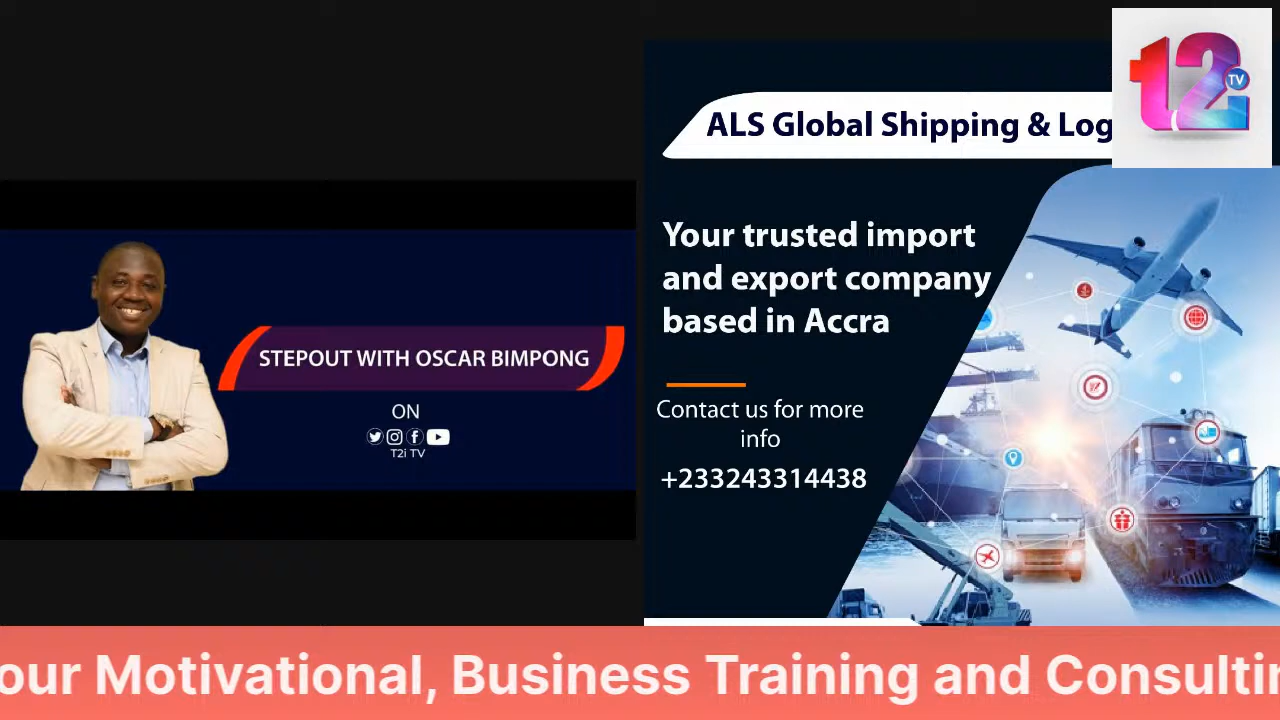 STEPOUT WITH OSCAR BIMPONG
ON
T2i TV
ALS Global Shipping & Log
Your trusted import
and export company
based in Accra
Contact us for more
info
+233243314438
t2i
TV
our Motivational, Business Training and Consultin